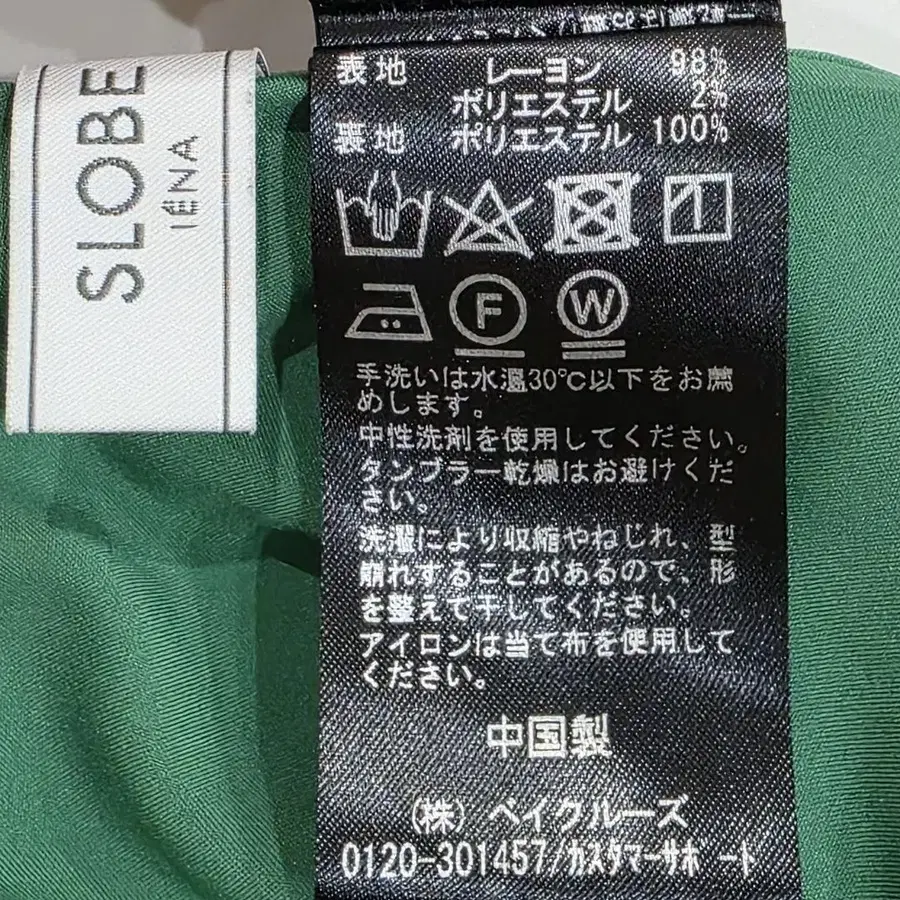 SLOBE
IÉNA
表地 レーヨン 98%
ポリエステル 2%
裏地 ポリエステル 100%
F
W
手洗いは水温30℃以下をお薦
めします。
中性洗剤を使用してください。
タンブラー乾燥はお避けくだ
さい。
洗濯により収縮やねじれ、型
崩れすることがあるので、形
を整えて干してください。
アイロンは当て布を使用して
ください。
中国製
(株) ベイクルーズ
0120-301457/カスタマーサポート